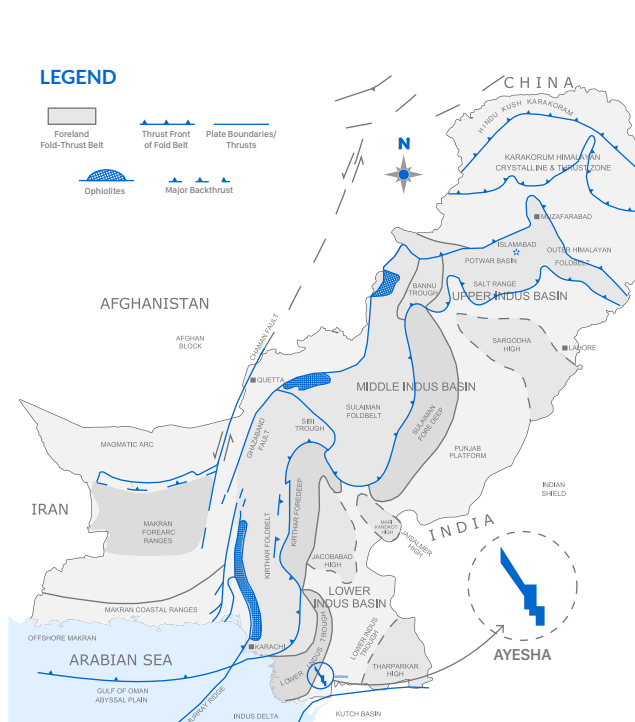 LEGEND
Foreland
Fold-Thrust Belt
Thrust Front
of Fold Belt
Plate Boundaries/
Thrusts
Ophiolites
Major Backthrust
N
CHINA
HINDU KUSH KARAKORAM
KARAKORUM HIMALAYAN
CRYSTALLINE & THRUST ZONE
MUZAFARABAD
ISLAMABAD
OUTER HIMALAYAN
FOLDBELT
POTWAR BASIN
BANNU
TROUGH
SALT RANGE
UPPER INDUS BASIN
AFGHANISTAN
AFGHAN
BLOCK
CHAMAN FAULT
SARGODHA
HIGH
LAHORE
QUETTA
MIDDLE INDUS BASIN
SULAIMAN
FOLDBELT
SULAIMAN
FORE DEEP
SIBI
TROUGH
GHAZABAND
FAULT
MAGMATIC ARC
PUNJAB
PLATFORM
INDIAN
SHIELD
IRAN
MAKRAN
FOREARC
RANGES
KIRTHAR FOLDBELT
KIRTHAR FOREDEEP
MARI
KANDKOT
HIGH
JAISALMER
HIGH
INDIA
JACOBABAD
HIGH
LOWER
INDUS BASIN
MAKRAN COASTAL RANGES
OFFSHORE MAKRAN
KARACHI
LOWER INDUS TROUGH
LOWER INDUS
TROUGH
THARPARKAR
HIGH
AYESHA
ARABIAN SEA
GULF OF OMAN
ABYSSAL PLAIN
MURRAY RIDGE
INDUS DELTA
KUTCH BASIN